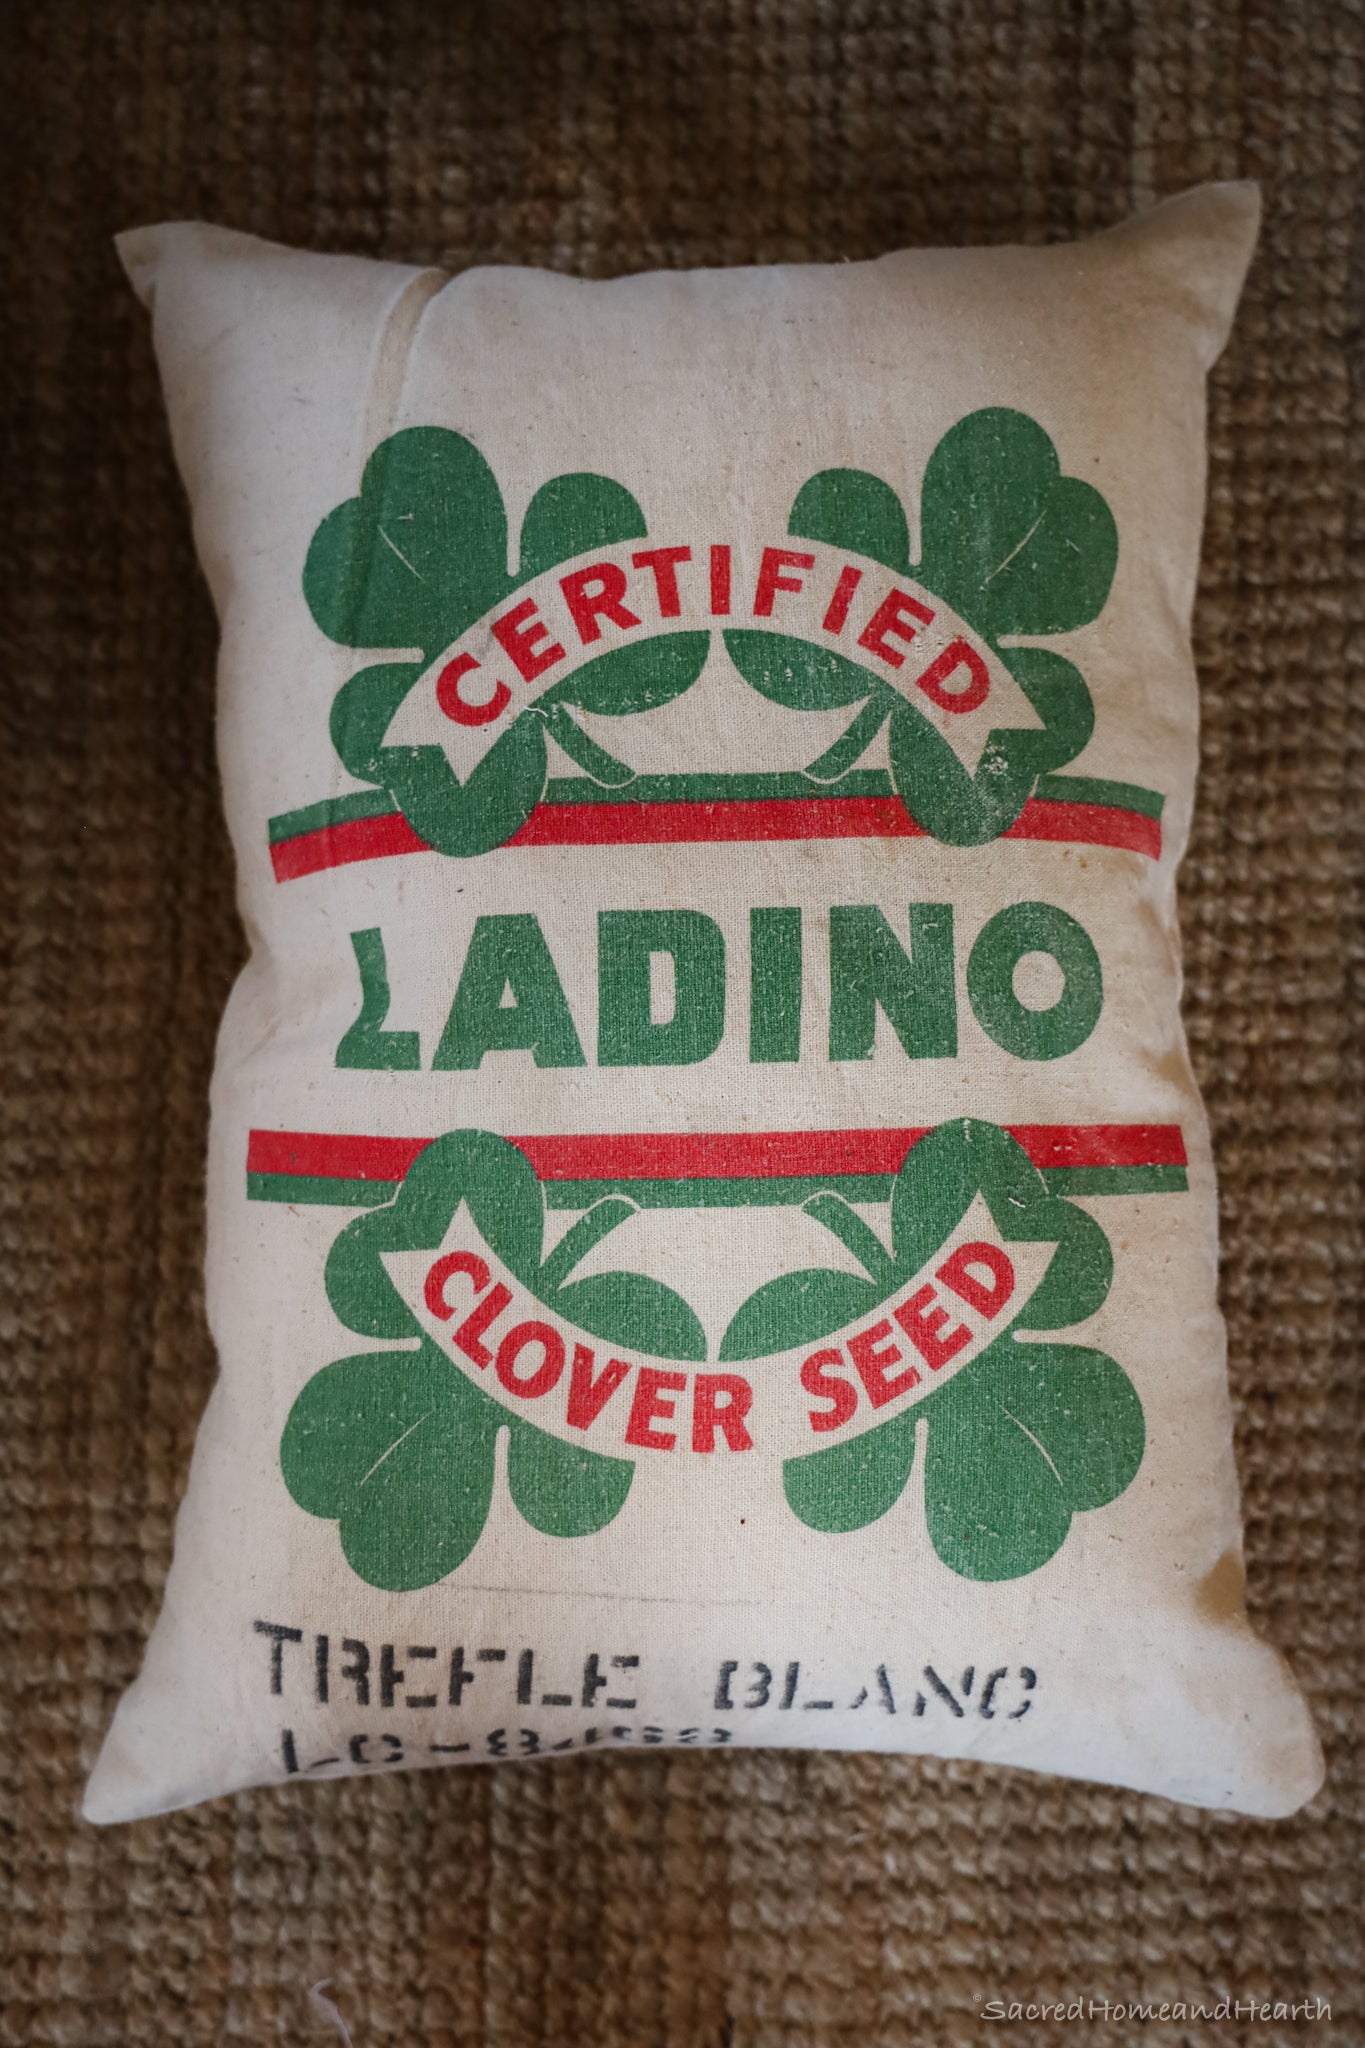 CERTIFIED
LADINO
CLOVER SEED
TREFLE BLANC
©SacredHomeandHearth